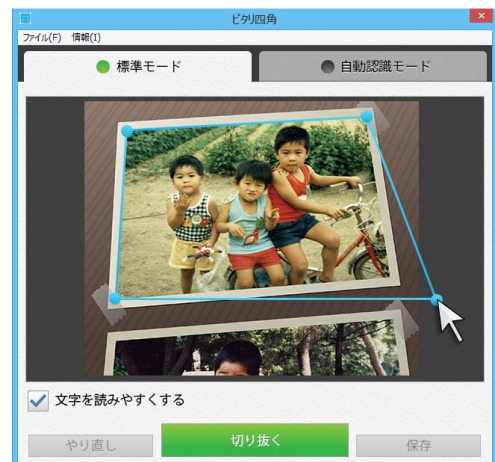 ピタリ四角
ファイル(F) 情報(I)
標準モード
自動認識モード
文字を読みやすくする
やり直し
切り抜く
保存